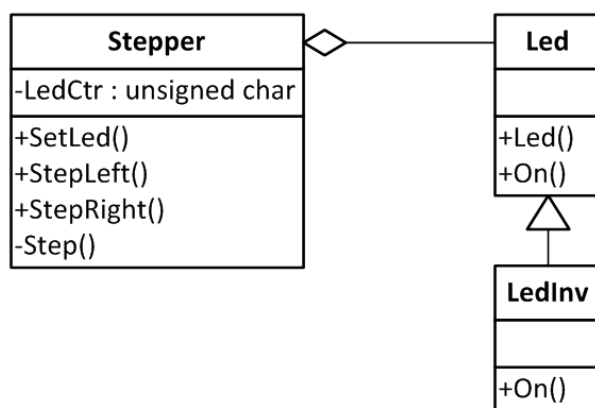 Stepper
-LedCtr : unsigned char
+SetLed()
+StepLeft()
+StepRight()
-Step()
Led
+Led()
+On()
LedInv
+On()